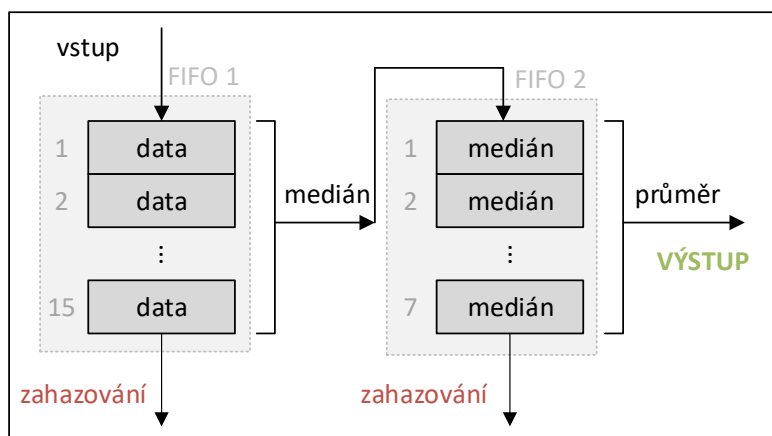 vstup
FIFO 1
FIFO 2
1 data
2 data
⋮
15 data
medián
1 medián
2 medián
⋮
7 medián
průměr
VÝSTUP
zahazování
zahazování